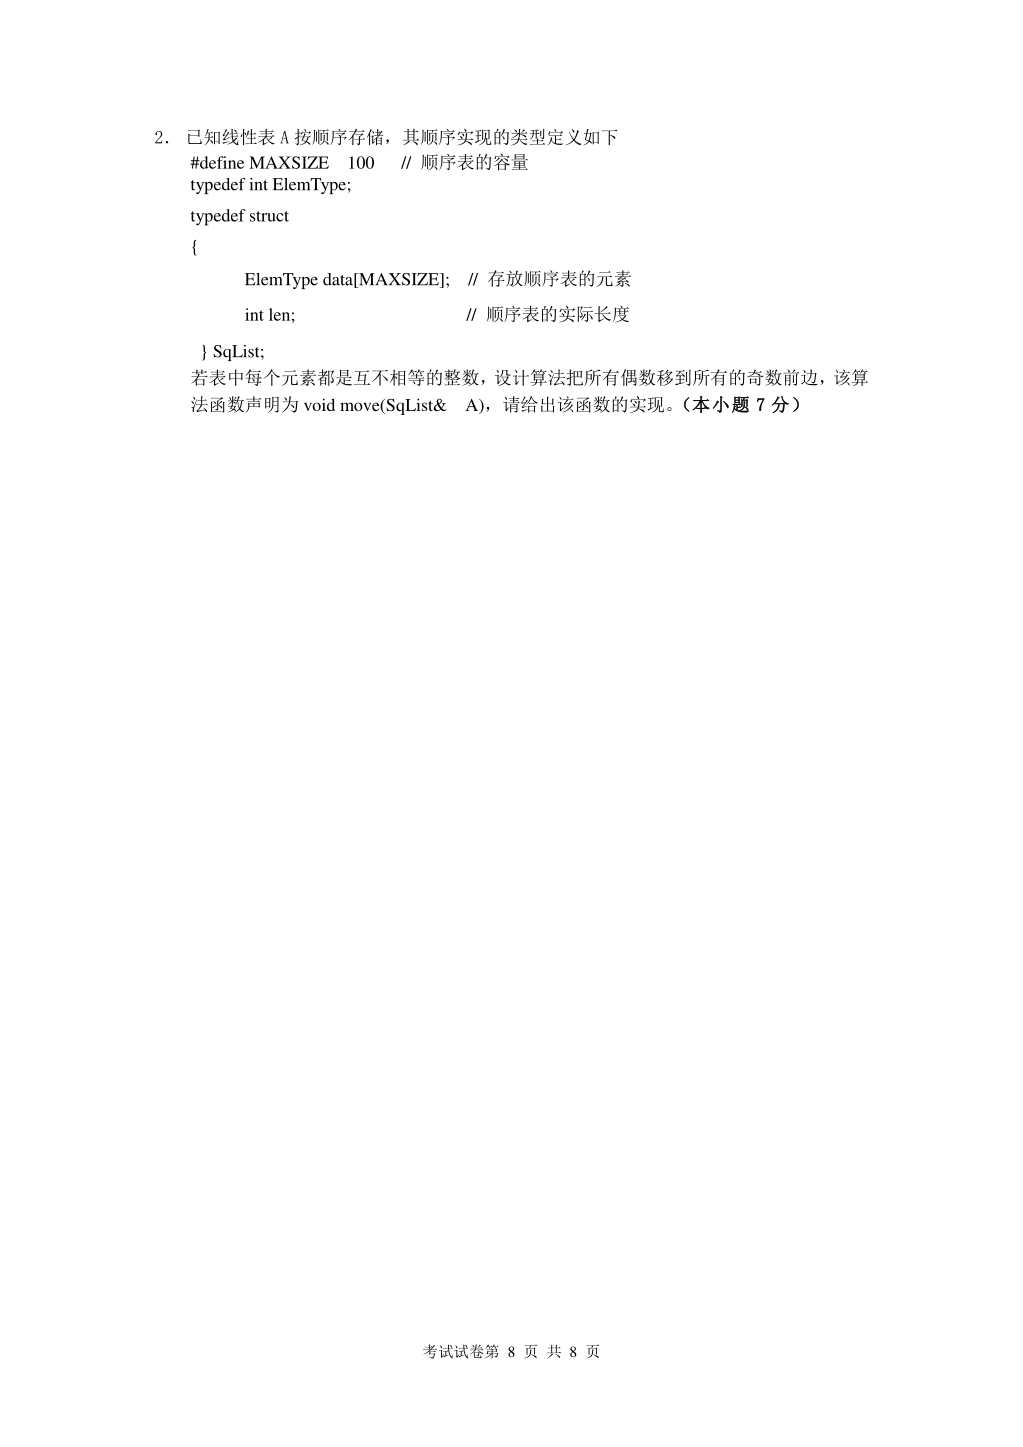 2. 已知线性表 A 按顺序存储，其顺序实现的类型定义如下
#define MAXSIZE 100 // 顺序表的容量
typedef int ElemType;
typedef struct
{
ElemType data[MAXSIZE]; // 存放顺序表的元素
int len; // 顺序表的实际长度
} SqList;
若表中每个元素都是互不相等的整数，设计算法把所有偶数移到所有的奇数前边，该算
法函数声明为 void move(SqList& A)，请给出该函数的实现。（本小题 7 分）
考试试卷第 8 页 共 8 页